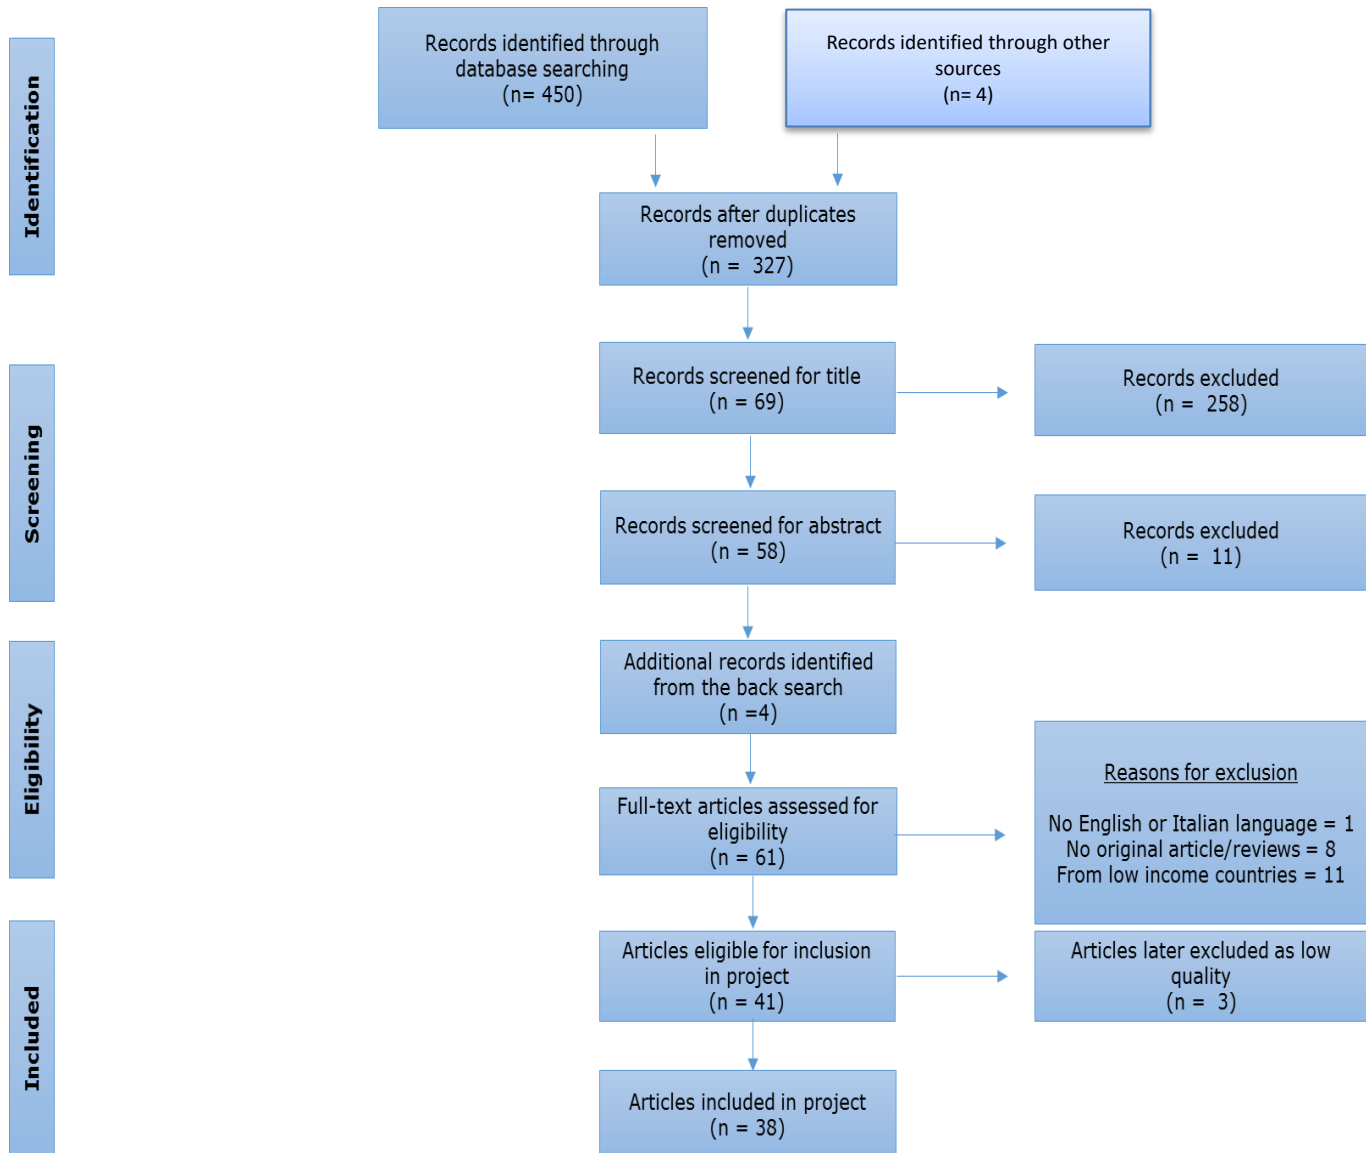 Identification
Records identified through
database searching
(n= 450)
Records identified through other
sources
(n= 4)
Records after duplicates
removed
(n =  327)
Screening
Records screened for title
(n = 69)
Records excluded
(n =  258)
Records screened for abstract
(n = 58)
Records excluded
(n =  11)
Eligibility
Additional records identified
from the back search
(n =4)
Full-text articles assessed for
eligibility
(n = 61)
Reasons for exclusion
No English or Italian language = 1
No original article/reviews = 8
From low income countries = 11
Included
Articles eligible for inclusion
in project
(n = 41)
Articles later excluded as low
quality
(n =  3)
Articles included in project
(n = 38)